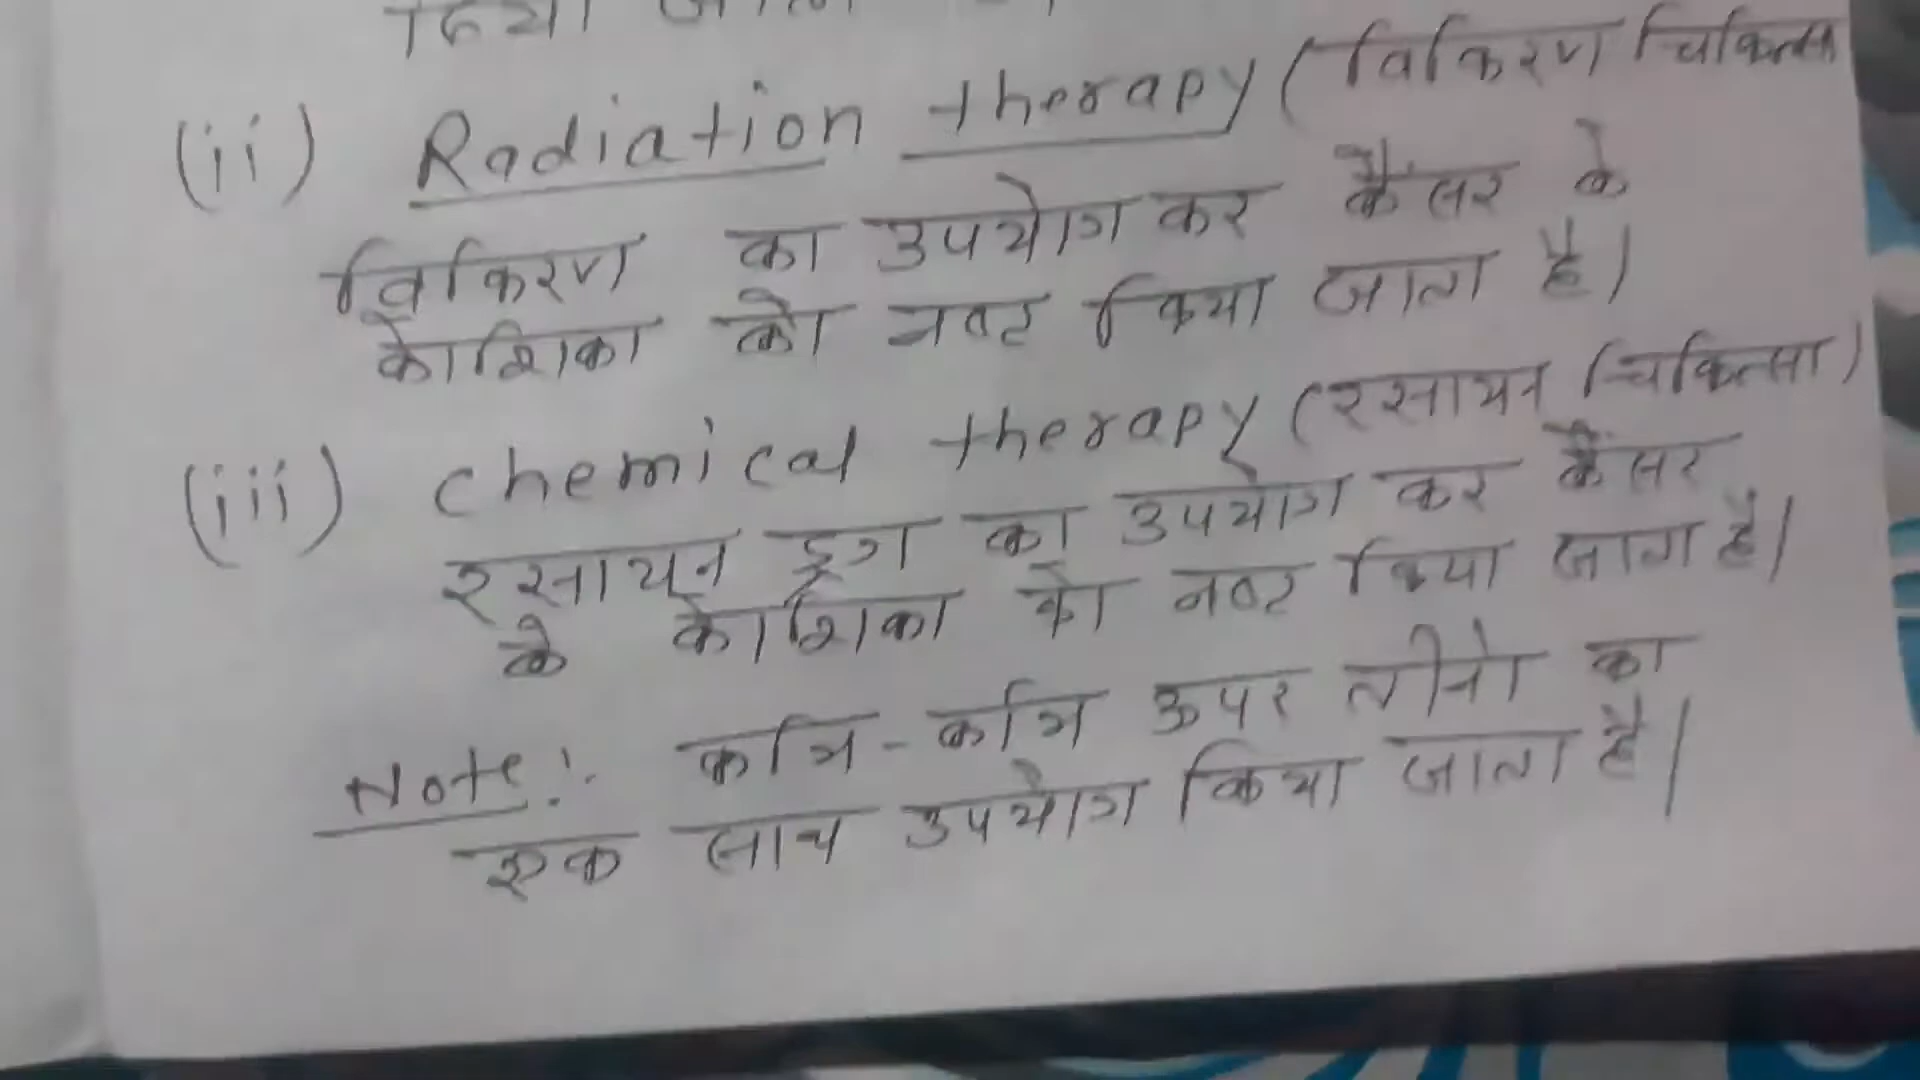 दिया जाता
(ii) Radiation therapy (विकिरण चिकित्सा
विकिरण का उपयोग कर कैंसर के
कोशिका को नष्ट किया जाता है।
(iii) chemical therapy (रसायन चिकित्सा)
रसायन ड्रग का उपयोग कर कैंसर
के कोशिका को नष्ट किया जाता है।
Note:- कभि-कभि ऊपर तीनो का
एक साथ उपयोग किया जाता है।